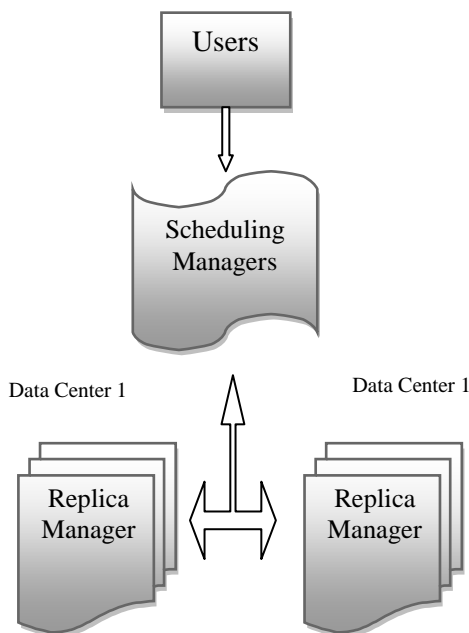 Users
Scheduling
Managers
Data Center 1
Data Center 1
Replica
Manager
Replica
Manager